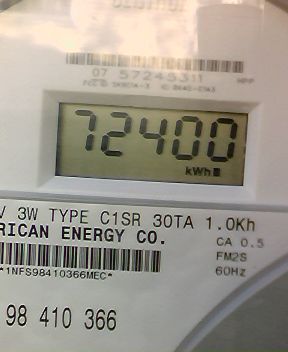 07 57245311
72400
kWh
V 3W TYPE C1SR 30TA 1.0Kh
RICAN ENERGY CO.
CA 0.5
FM2S
60Hz
*1NFS98410366MEC*
98 410 366